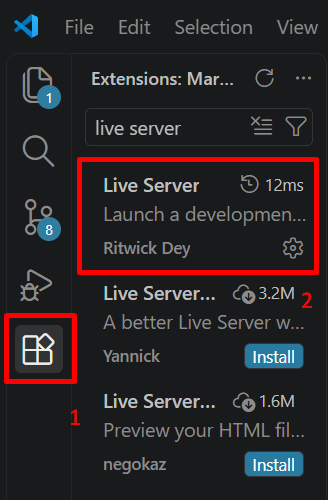 File Edit Selection View
Extensions: Mar...
1
live server
Live Server 12ms
Launch a developmen...
Ritwick Dey
8
Live Server... 3.2M 2
A better Live Server w...
Yannick Install
Live Server... 1.6M
1
Preview your HTML fil...
negokaz Install